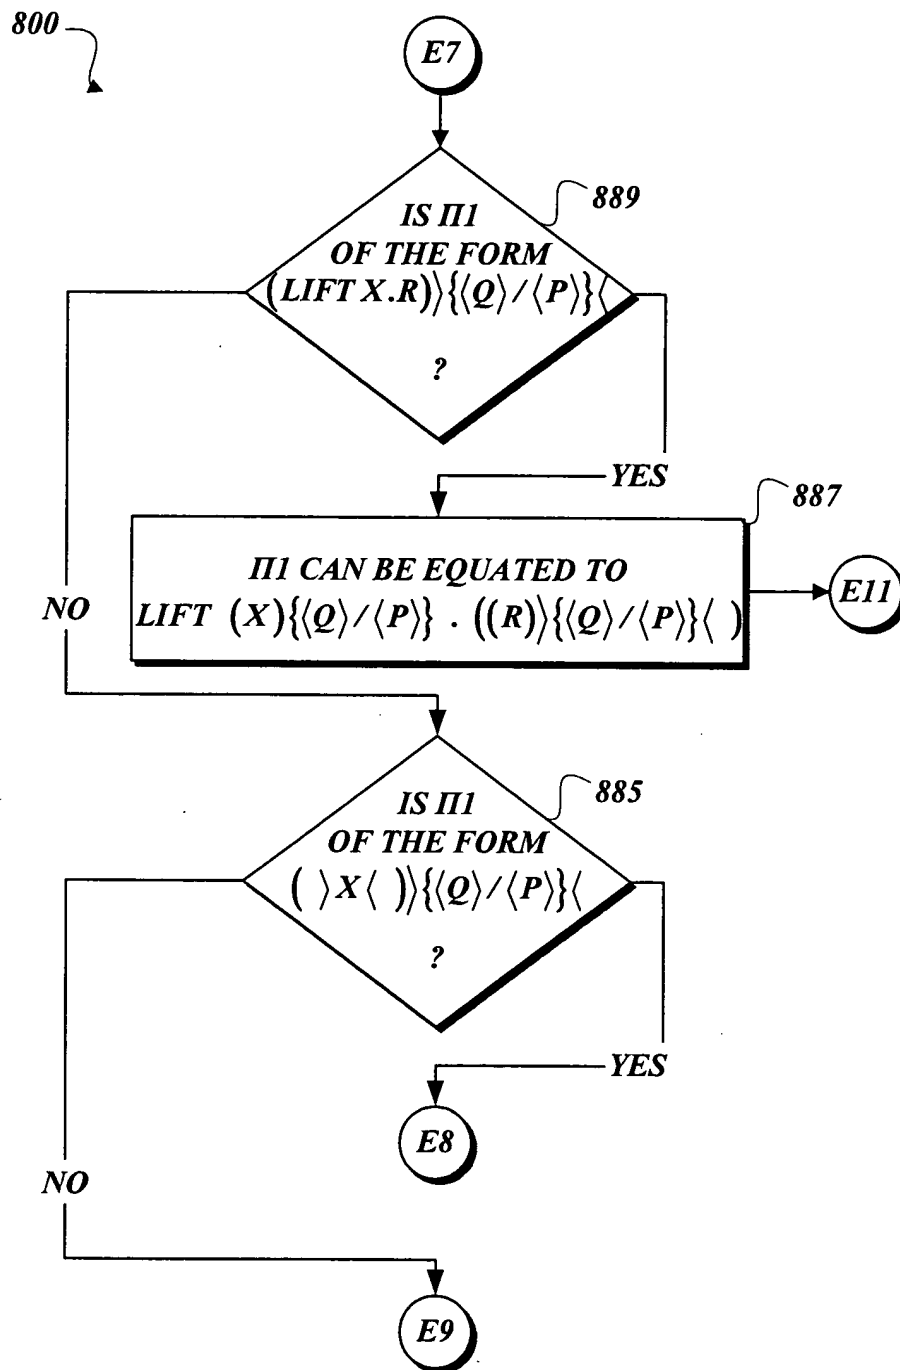 800
E7
889
IS Π1
OF THE FORM
(LIFT X.R)⟩{⟨Q⟩/⟨P⟩}⟨
?
YES
887
Π1 CAN BE EQUATED TO
LIFT (X){⟨Q⟩/⟨P⟩} . ((R)⟩{⟨Q⟩/⟨P⟩}⟨ )
E11
NO
885
IS Π1
OF THE FORM
( ⟩X⟨ )⟩{⟨Q⟩/⟨P⟩}⟨
?
YES
E8
NO
E9